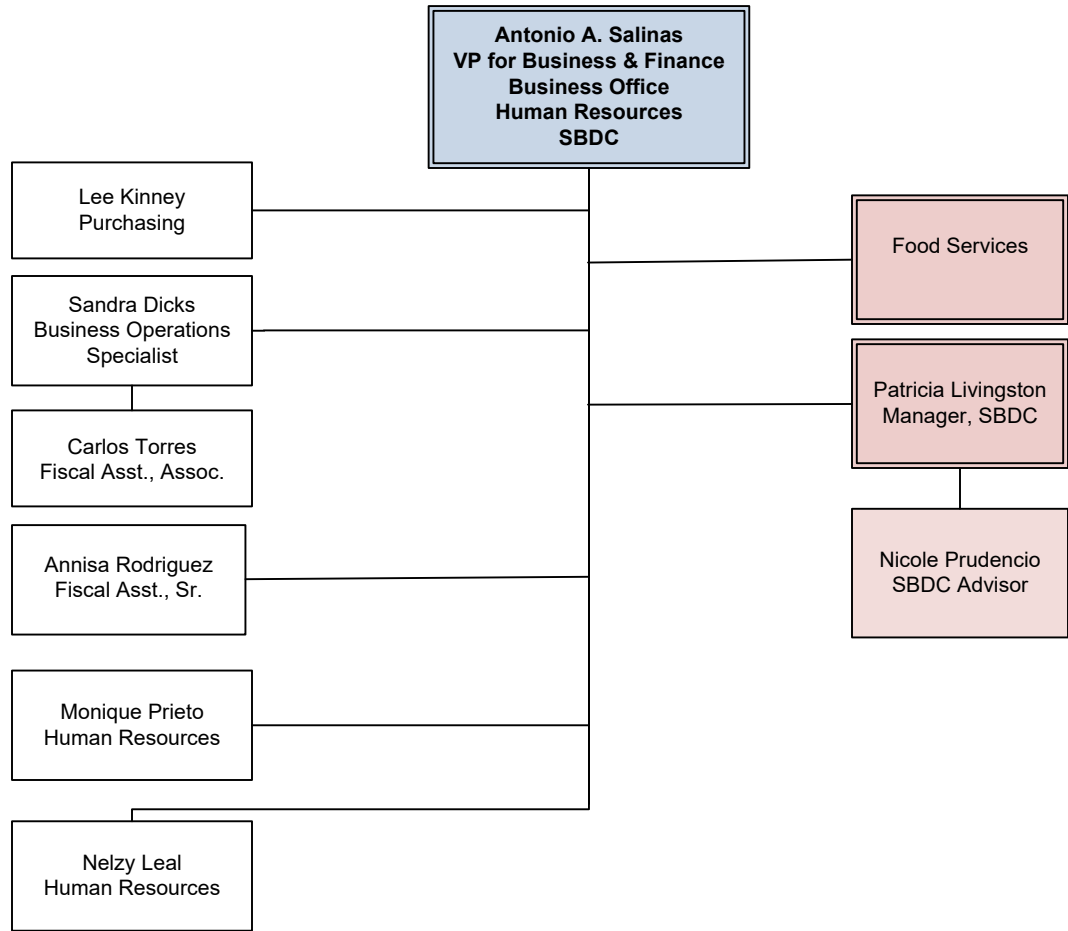 Antonio A. Salinas
VP for Business & Finance
Business Office
Human Resources
SBDC
Lee Kinney
Purchasing
Food Services
Sandra Dicks
Business Operations
Specialist
Patricia Livingston
Manager, SBDC
Carlos Torres
Fiscal Asst., Assoc.
Annisa Rodriguez
Fiscal Asst., Sr.
Nicole Prudencio
SBDC Advisor
Monique Prieto
Human Resources
Nelzy Leal
Human Resources